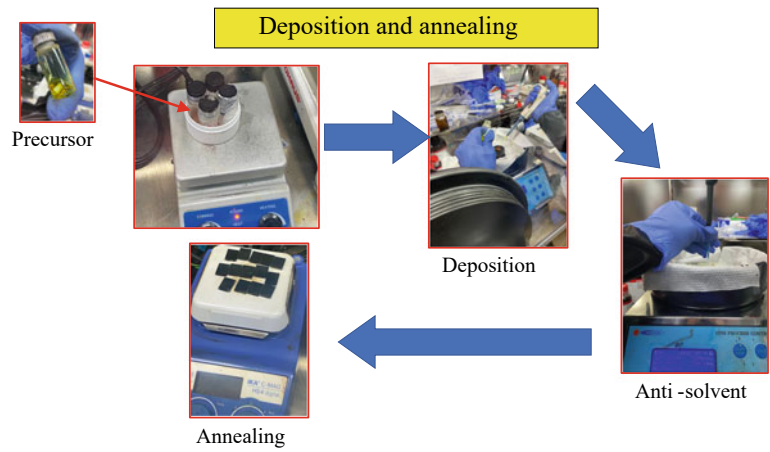 Deposition and annealing
Precursor
Deposition
Anti -solvent
Annealing